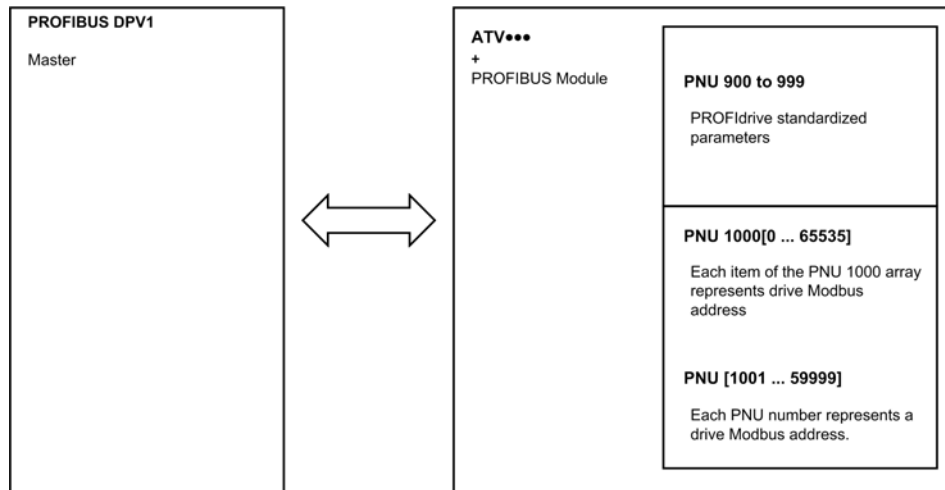 PROFIBUS DPV1
Master
ATV•••
+
PROFIBUS Module
PNU 900 to 999
PROFIdrive standardized
parameters
PNU 1000[0 ... 65535]
Each item of the PNU 1000 array
represents drive Modbus
address
PNU [1001 ... 59999]
Each PNU number represents a
drive Modbus address.